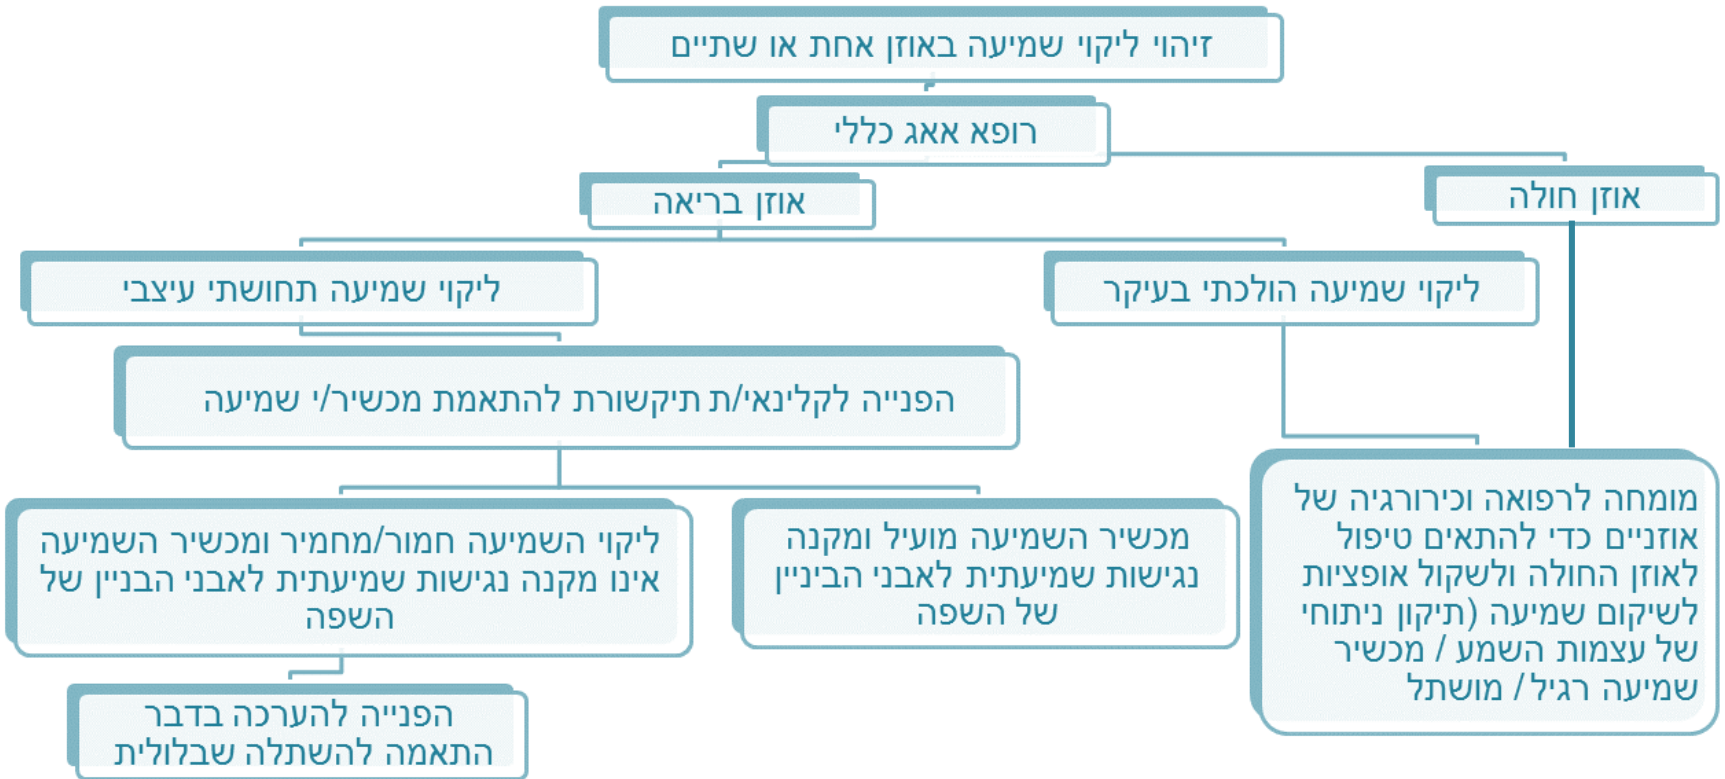 זיהוי ליקוי שמיעה באוזן אחת או שתיים
רופא אאג כללי
אוזן חולה
אוזן בריאה
ליקוי שמיעה הולכתי בעיקר
ליקוי שמיעה תחושתי עיצבי
הפנייה לקלינאי/ת תיקשורת להתאמת מכשיר/י שמיעה
מומחה לרפואה וכירורגיה של
אוזניים כדי להתאים טיפול
לאוזן החולה ולשקול אופציות
לשיקום שמיעה (תיקון ניתוחי
של עצמות השמע / מכשיר
שמיעה רגיל / מושתל
מכשיר השמיעה מועיל ומקנה
נגישות שמיעתית לאבני הביניין
של השפה
ליקוי השמיעה חמור/מחמיר ומכשיר השמיעה
אינו מקנה נגישות שמיעתית לאבני הבניין של
השפה
הפנייה להערכה בדבר
התאמה להשתלה שבלולית